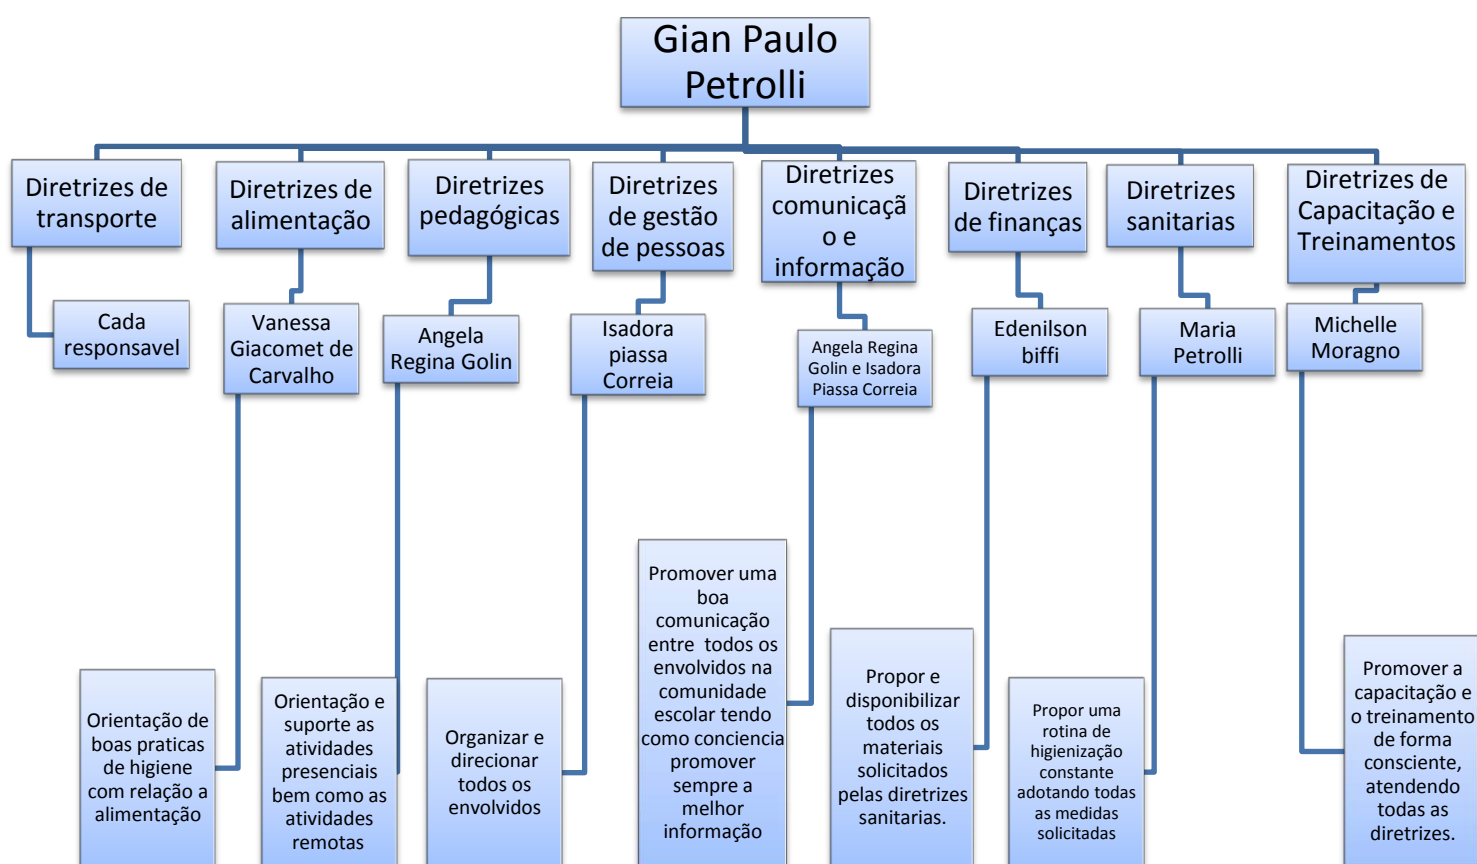 Gian Paulo
Petrolli
Diretrizes de
transporte
Diretrizes de
alimentação
Diretrizes
pedagógicas
Diretrizes
de gestão
de pessoas
Diretrizes
comunicaçã
o e
informação
Diretrizes
de finanças
Diretrizes
sanitarias
Diretrizes de
Capacitação e
Treinamentos
Cada
responsavel
Vanessa
Giacomet de
Carvalho
Angela
Regina Golin
Isadora
piassa
Correia
Angela Regina
Golin e Isadora
Piassa Correia
Edenilson
biffi
Maria
Petrolli
Michelle
Moragno
Orientação de
boas praticas
de higiene
com relação a
alimentação
Orientação e
suporte as
atividades
presenciais
bem como as
atividades
remotas
Organizar e
direcionar
todos os
envolvidos
Promover uma
boa
comunicação
entre todos os
envolvidos na
comunidade
escolar tendo
como conciencia
promover
sempre a
melhor
informação
Propor e
disponibilizar
todos os
materiais
solicitados
pelas diretrizes
sanitarias.
Propor uma
rotina de
higienização
constante
adotando todas
as medidas
solicitadas
Promover a
capacitação e
o treinamento
de forma
consciente,
atendendo
todas as
diretrizes.